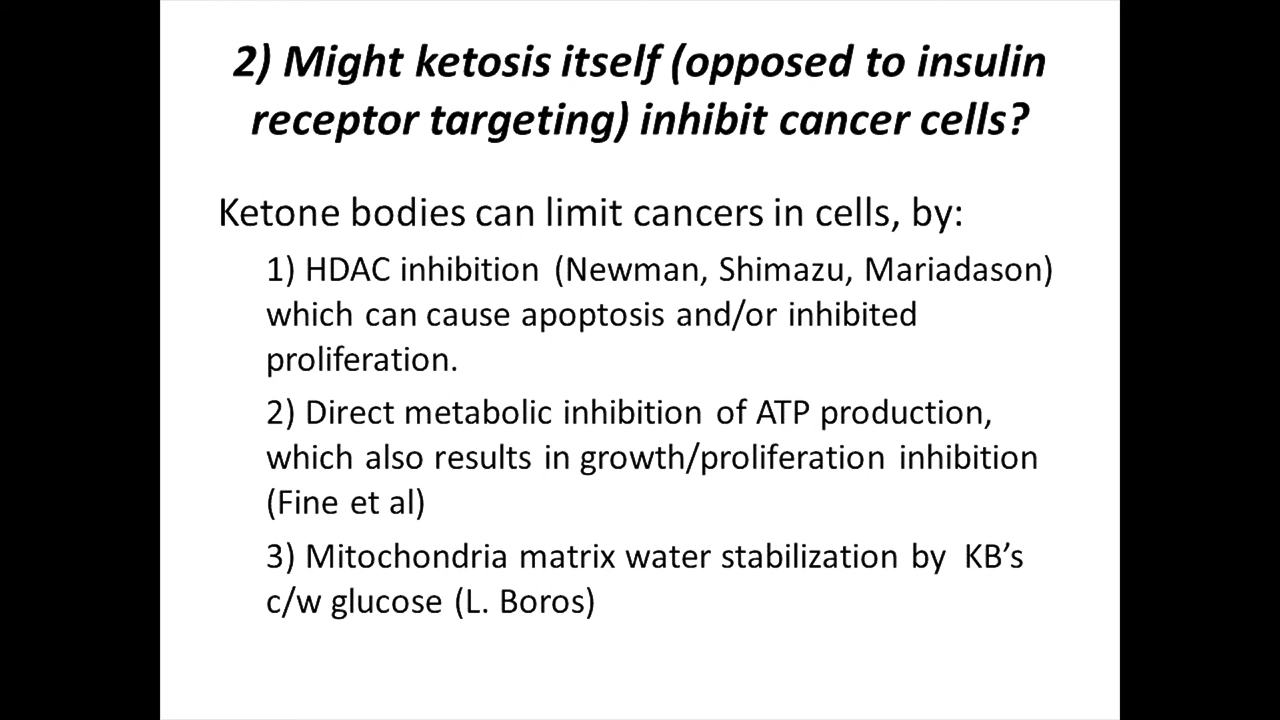 2) Might ketosis itself (opposed to insulin
receptor targeting) inhibit cancer cells?
Ketone bodies can limit cancers in cells, by:
1) HDAC inhibition (Newman, Shimazu, Mariadason)
which can cause apoptosis and/or inhibited
proliferation.
2) Direct metabolic inhibition of ATP production,
which also results in growth/proliferation inhibition
(Fine et al)
3) Mitochondria matrix water stabilization by KB's
c/w glucose (L. Boros)